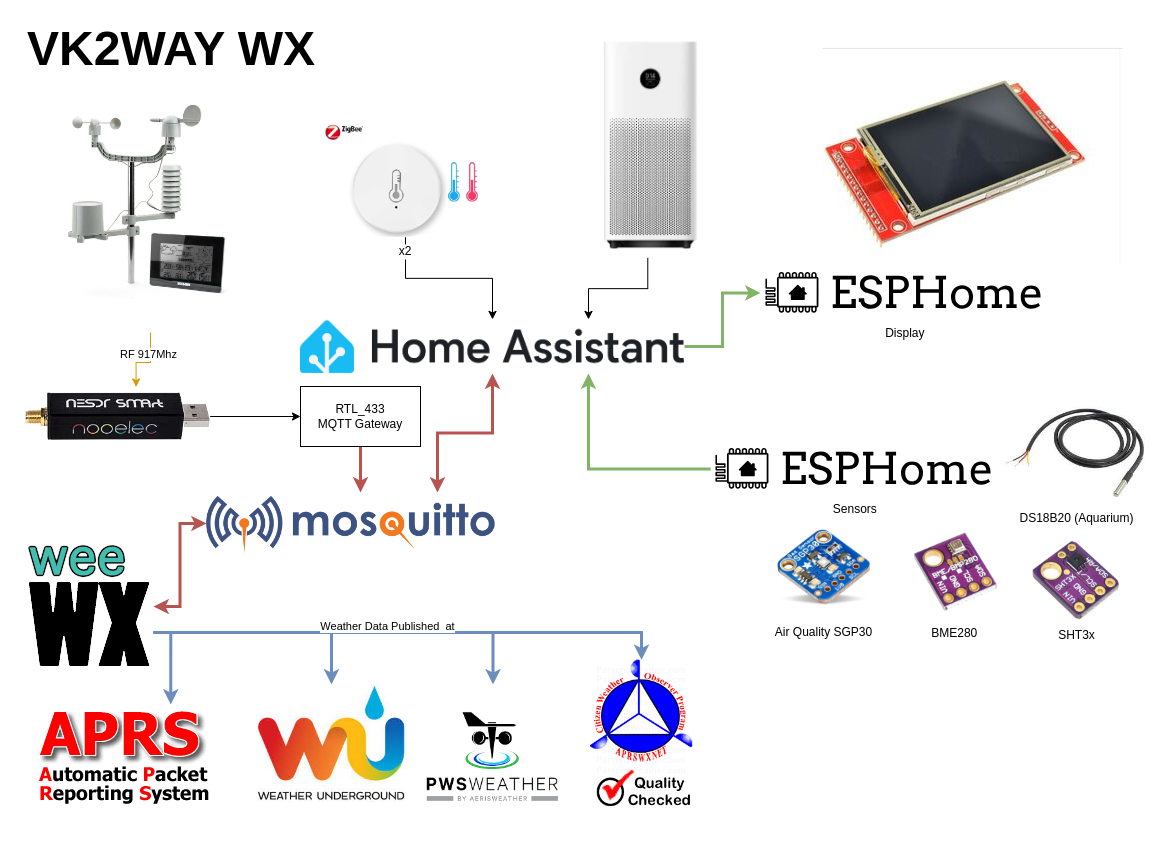 VK2WAY WX
ZigBee
x2
RF 917Mhz
Home Assistant
ESPHome
Display
nooelec
RTL_433
MQTT Gateway
ESPHome
Sensors
DS18B20 (Aquarium)
mosquitto
SGP30
Air Quality SGP30
BME280
SHT3x
wee
WX
Weather Data Published at
APRS
Automatic Packet
Reporting System
WEATHER UNDERGROUND
PWSWEATHER
BY AERISWEATHER
Citizen Weather Observer Program
APRSWXNET
Quality
Checked